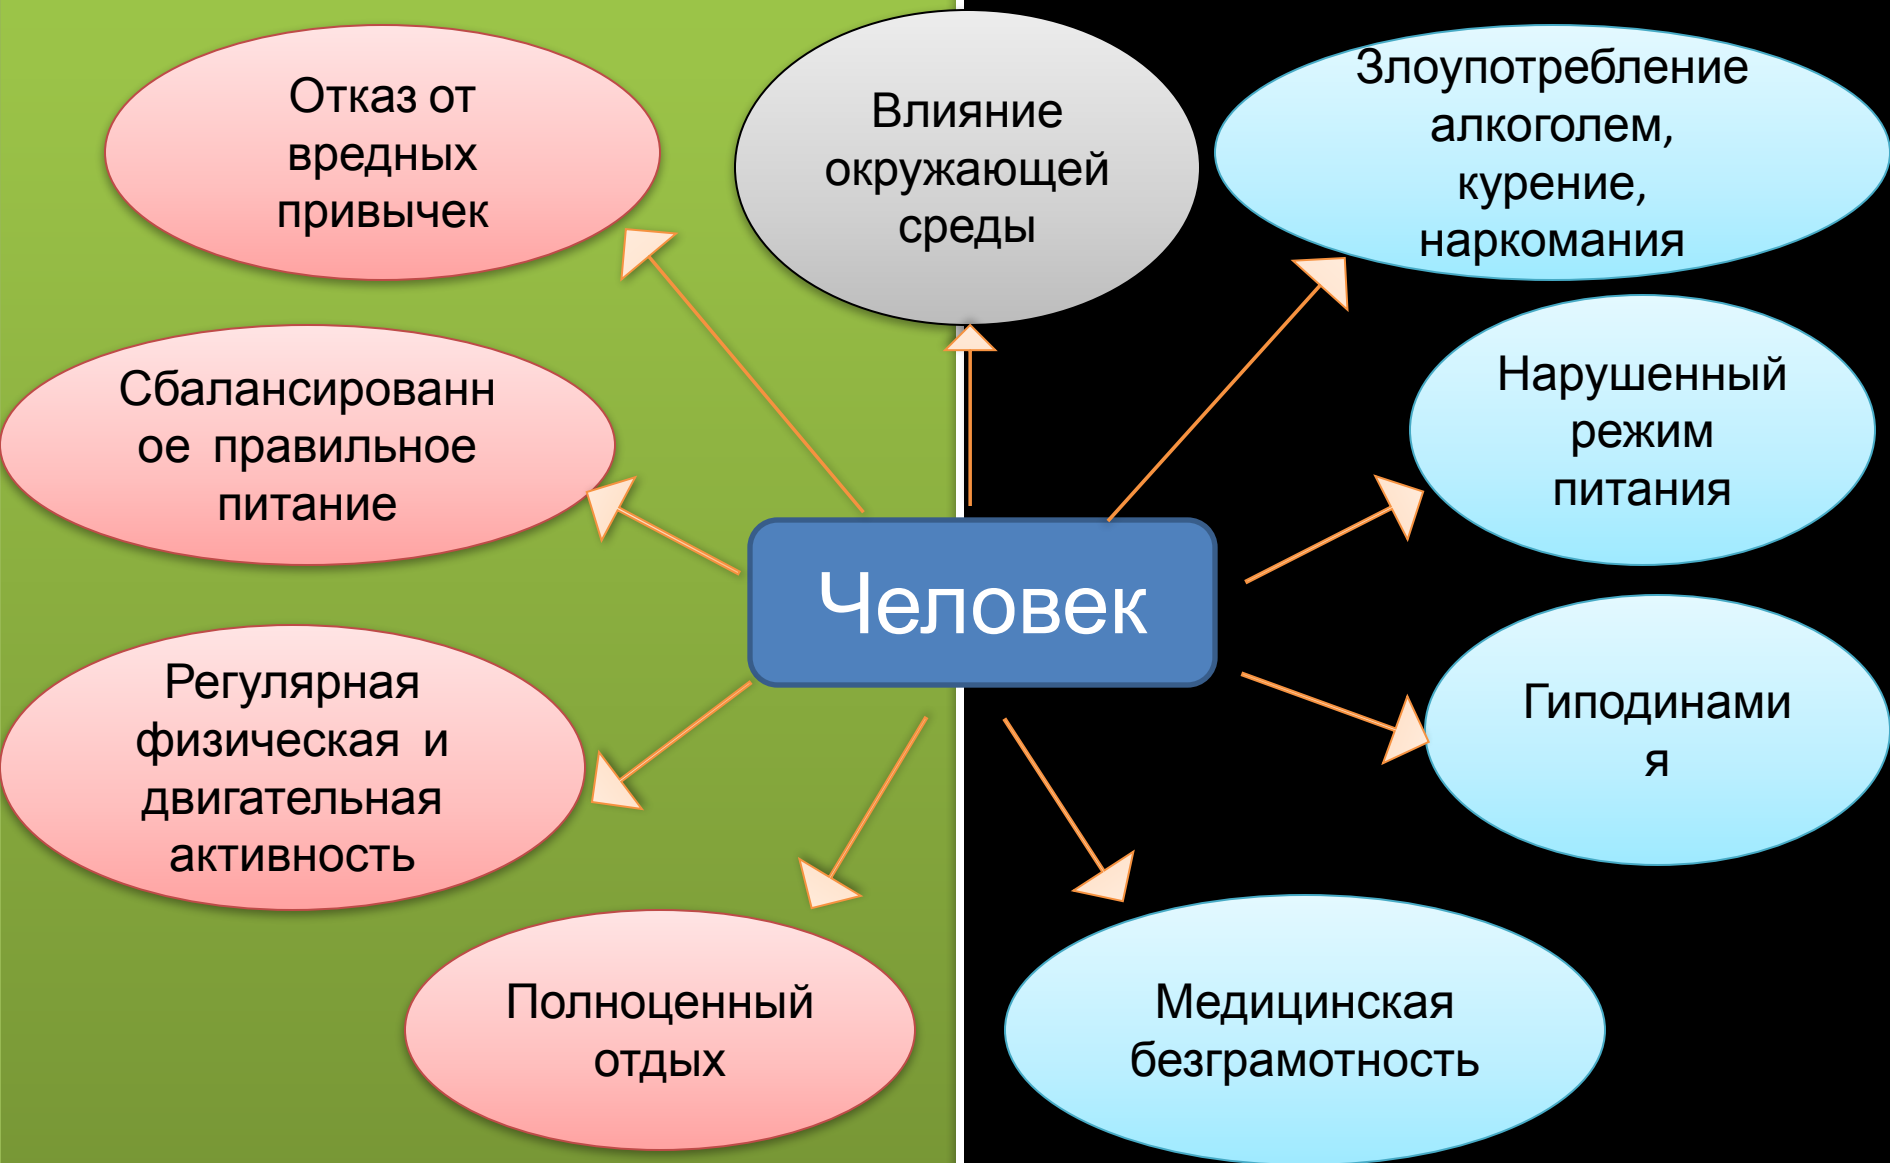 Отказ от
вредных
привычек
Влияние
окружающей
среды
Злоупотребление
алкоголем,
курение,
наркомания
Сбалансированн
ое правильное
питание
Нарушенный
режим
питания
Человек
Регулярная
физическая и
двигательная
активность
Гиподинами
я
Полноценный
отдых
Медицинская
безграмотность